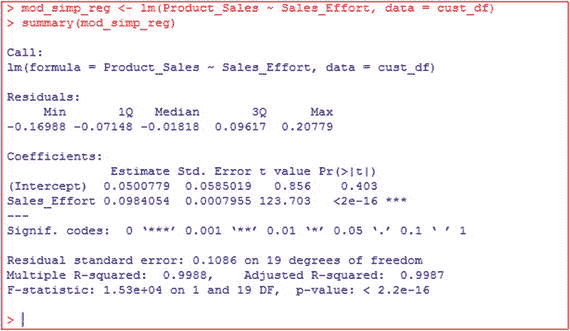 > mod_simp_reg <- lm(Product_Sales ~ Sales_Effort, data = cust_df)
> summary(mod_simp_reg)
Call:
lm(formula = Product_Sales ~ Sales_Effort, data = cust_df)
Residuals:
     Min       1Q   Median       3Q      Max
-0.16988 -0.07148 -0.01818  0.09617  0.20779
Coefficients:
             Estimate Std. Error t value Pr(>|t|)
(Intercept)  0.0500779  0.0585019   0.856    0.403
Sales_Effort 0.0984054  0.0007955 123.703   <2e-16 ***
---
Signif. codes:  0 ‘***’ 0.001 ‘**’ 0.01 ‘*’ 0.05 ‘.’ 0.1 ‘ ’ 1
Residual standard error: 0.1086 on 19 degrees of freedom
Multiple R-squared:  0.9988,    Adjusted R-squared:  0.9987
F-statistic: 1.53e+04 on 1 and 19 DF,  p-value: < 2.2e-16
>